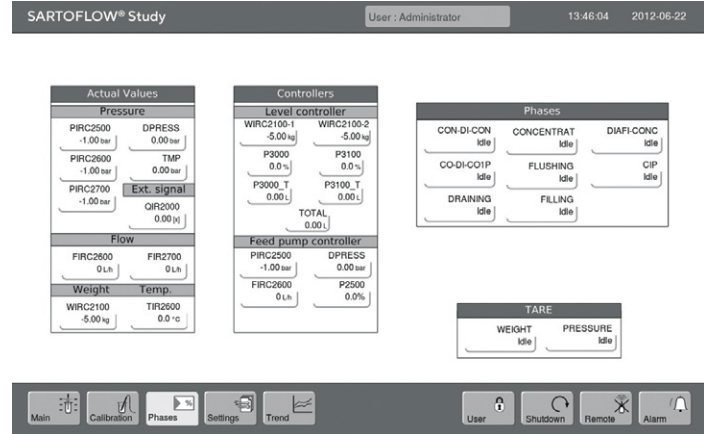 SARTOFLOW® Study
User : Administrator
13:46:04 2012-06-22
Actual Values
Pressure
PIRC2500 DPRESS
-1.00 bar 0.00 bar
PIRC2600 TMP
-1.00 bar 0.00 bar
PIRC2700 Ext. signal
-1.00 bar
QIR2000
0.00 [x]
Flow
FIRC2600 FIR2700
0 L/h 0 L/h
Weight Temp.
WIRC2100 TIR2600
-5.00 kg 0.0 °C
Controllers
Level controller
WIRC2100-1 WIRC2100-2
-5.00 kg -5.00 kg
P3000 P3100
0.0 % 0.0 %
P3000_T P3100_T
0.00 L 0.00 L
TOTAL
0.00 L
Feed pump controller
PIRC2500 DPRESS
-1.00 bar 0.00 bar
FIRC2600 P2500
0 L/h 0.0%
Phases
CON-DI-CON CONCENTRAT DIAFI-CONC
Idle Idle Idle
CO-DI-CO1P FLUSHING CIP
Idle Idle Idle
DRAINING FILLING
Idle Idle
TARE
WEIGHT PRESSURE
Idle Idle
Main Calibration Phases % Settings Trend User Shutdown Remote Alarm